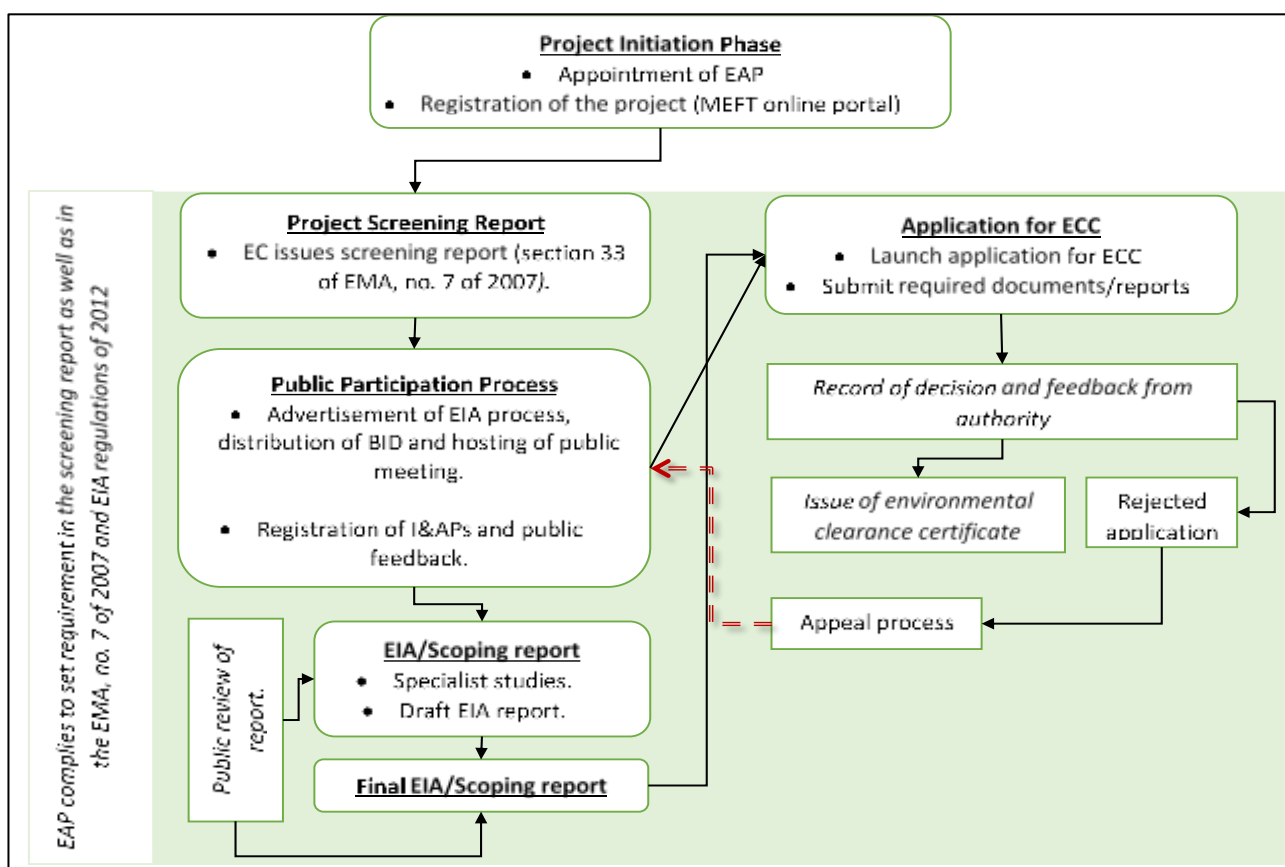 Project Initiation Phase
• Appointment of EAP
• Registration of the project (MEFT online portal)
EAP complies to set requirement in the screening report as well as in
the EMA, no. 7 of 2007 and EIA regulations of 2012
Project Screening Report
• EC issues screening report (section 33
of EMA, no. 7 of 2007).
Public Participation Process
• Advertisement of EIA process,
distribution of BID and hosting of public
meeting.
• Registration of I&APs and public
feedback.
Public review of
report.
EIA/Scoping report
• Specialist studies.
• Draft EIA report.
Final EIA/Scoping report
Application for ECC
• Launch application for ECC
• Submit required documents/reports
Record of decision and feedback from
authority
Issue of environmental
clearance certificate
Rejected
application
Appeal process